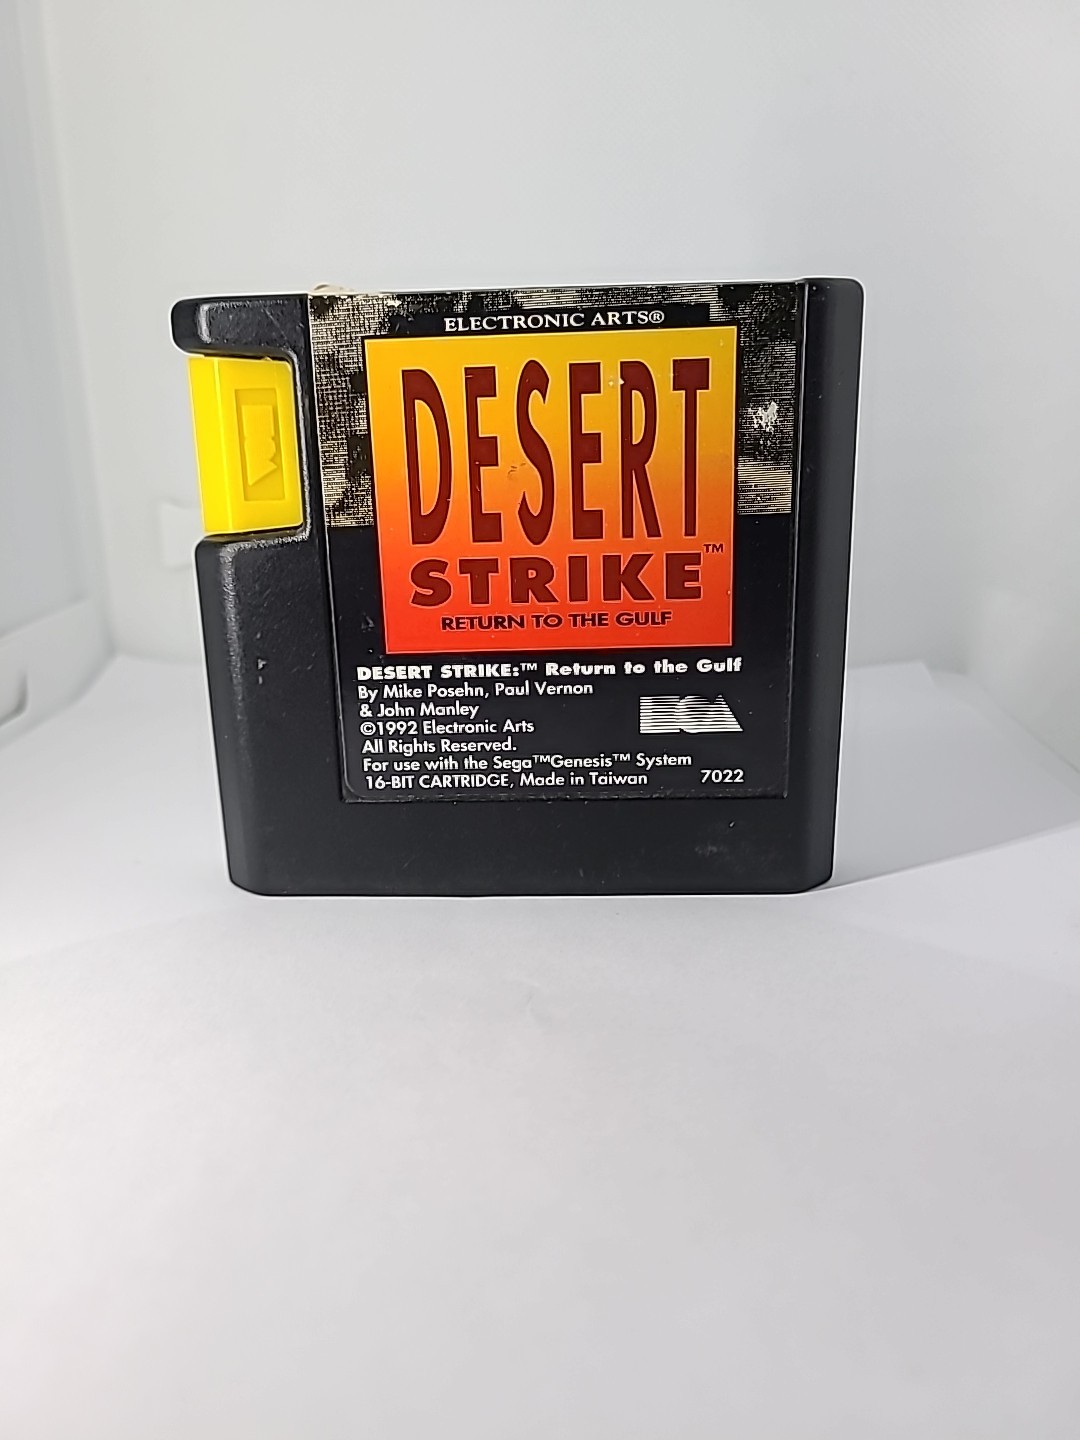 ELECTRONIC ARTS®
DESERT
STRIKE™
RETURN TO THE GULF
DESERT STRIKE:™ Return to the Gulf
By Mike Posehn, Paul Vernon
& John Manley
©1992 Electronic Arts
All Rights Reserved.
For use with the Sega™Genesis™ System
16-BIT CARTRIDGE, Made in Taiwan 7022
EOA